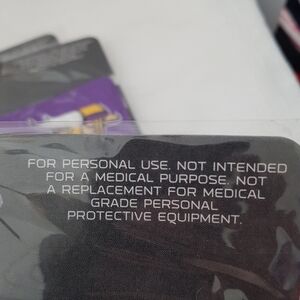 FOR PERSONAL USE. NOT INTENDED
FOR A MEDICAL PURPOSE. NOT
A REPLACEMENT FOR MEDICAL
GRADE PERSONAL
PROTECTIVE EQUIPMENT.